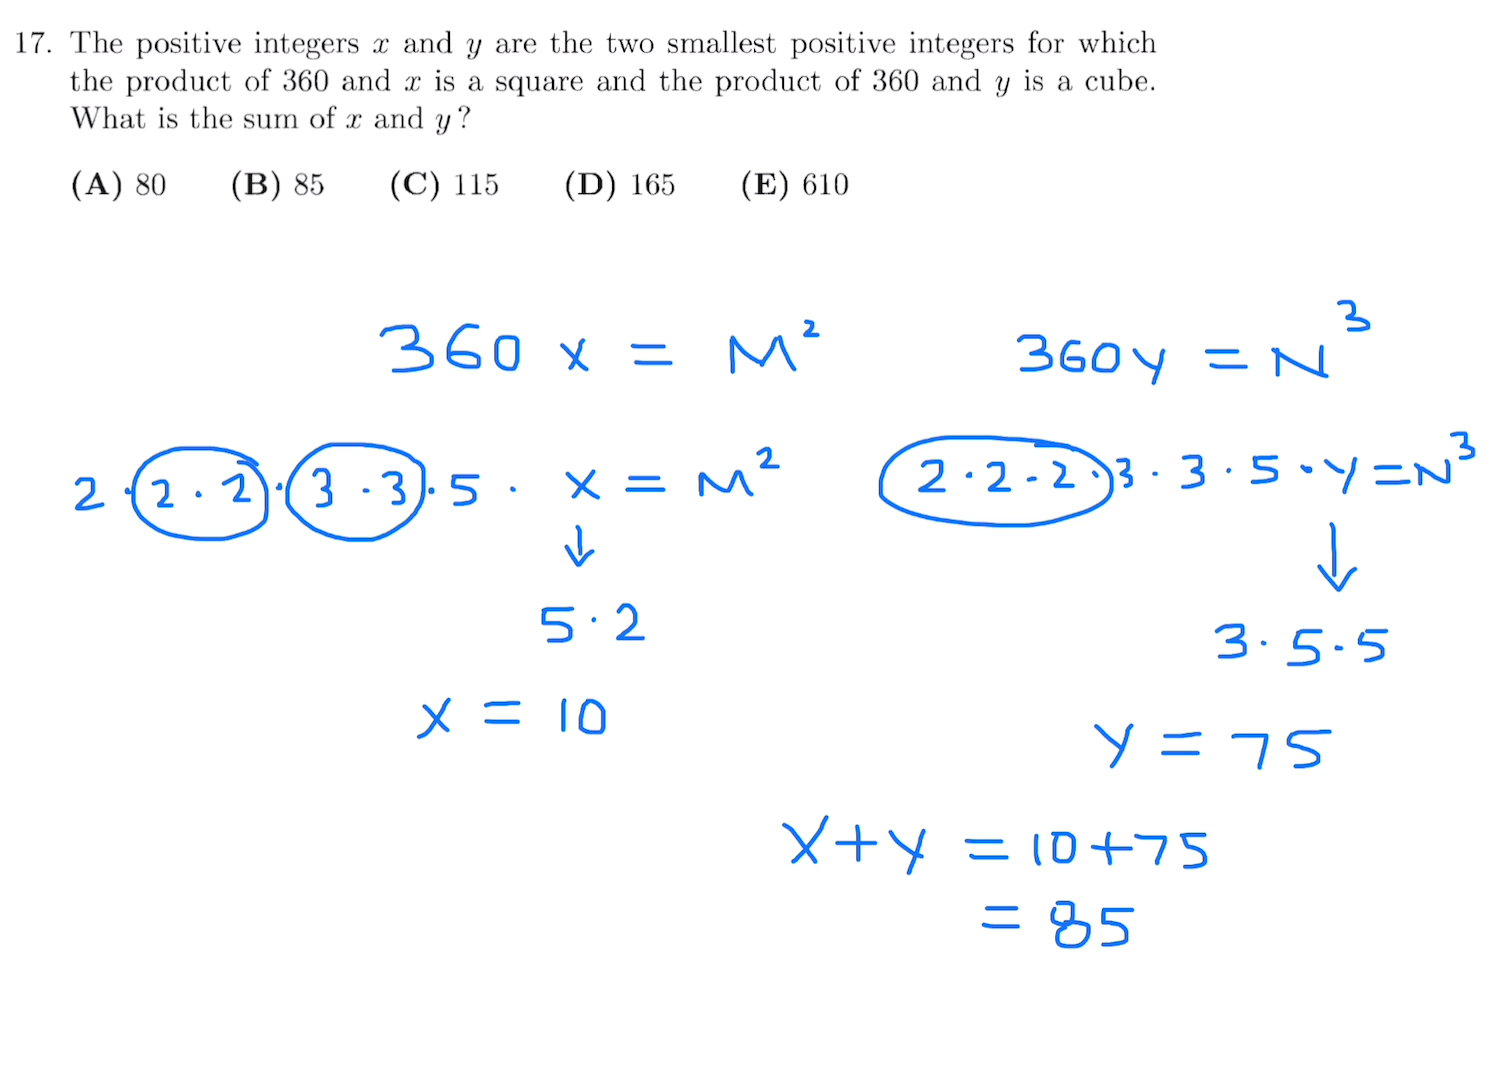 17. The positive integers x and y are the two smallest positive integers for which
the product of 360 and x is a square and the product of 360 and y is a cube.
What is the sum of x and y?
(A) 80 (B) 85 (C) 115 (D) 165 (E) 610
360 x = M²
2 · 2 · 2 · 3 · 3 · 5 · x = M²
↓
5 · 2
x = 10
360y = N³
2 · 2 · 2 · 3 · 3 · 5 · y = N³
↓
3 · 5 · 5
y = 75
x + y = 10 + 75
= 85